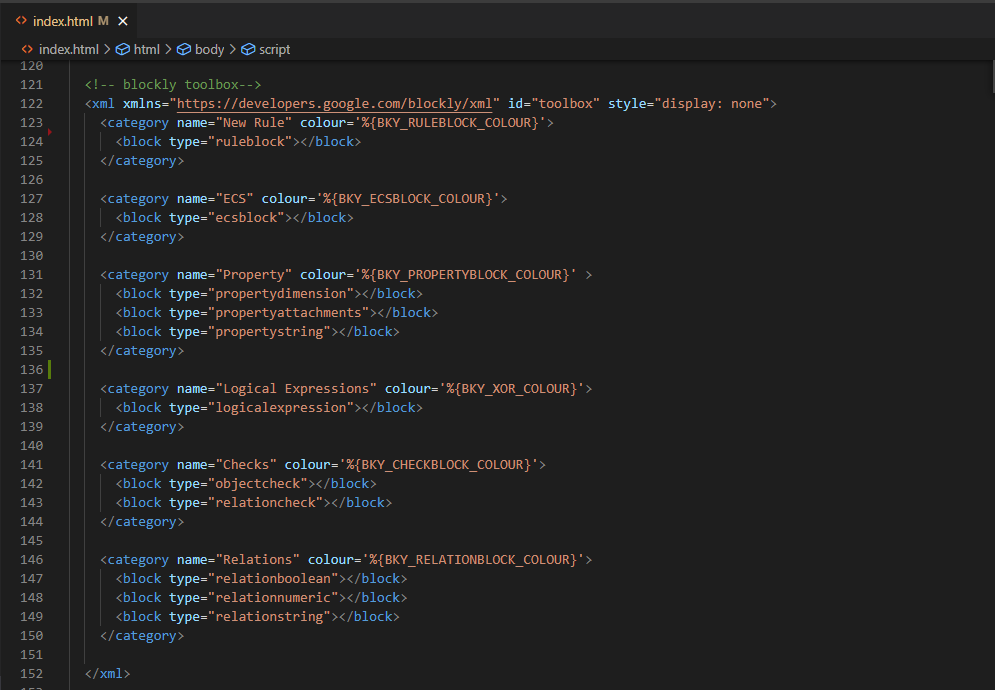 index.html M
index.html > html > body > script
120
121 <!-- blockly toolbox-->
122 <xml xmlns="https://developers.google.com/blockly/xml" id="toolbox" style="display: none">
123 <category name="New Rule" colour='%{BKY_RULEBLOCK_COLOUR}'>
124 <block type="ruleblock"></block>
125 </category>
126
127 <category name="ECS" colour='%{BKY_ECSBLOCK_COLOUR}'>
128 <block type="ecsblock"></block>
129 </category>
130
131 <category name="Property" colour='%{BKY_PROPERTYBLOCK_COLOUR}' >
132 <block type="propertydimension"></block>
133 <block type="propertyattachments"></block>
134 <block type="propertystring"></block>
135 </category>
136
137 <category name="Logical Expressions" colour='%{BKY_XOR_COLOUR}'>
138 <block type="logicalexpression"></block>
139 </category>
140
141 <category name="Checks" colour='%{BKY_CHECKBLOCK_COLOUR}'>
142 <block type="objectcheck"></block>
143 <block type="relationcheck"></block>
144 </category>
145
146 <category name="Relations" colour='%{BKY_RELATIONBLOCK_COLOUR}'>
147 <block type="relationboolean"></block>
148 <block type="relationnumeric"></block>
149 <block type="relationstring"></block>
150 </category>
151
152 </xml>